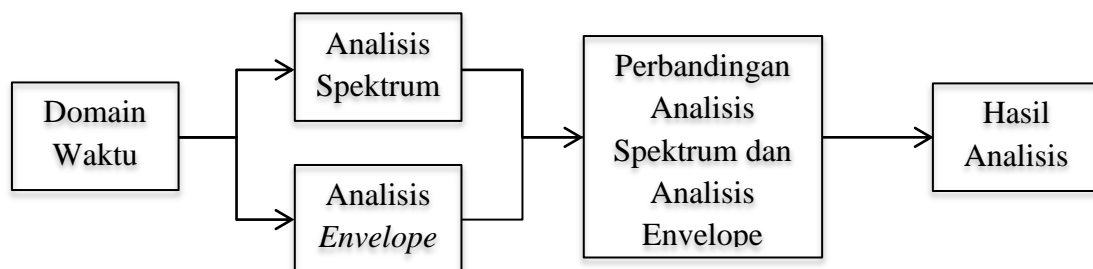 Domain
Waktu
Analisis
Spektrum
Analisis
Envelope
Perbandingan
Analisis
Spektrum dan
Analisis
Envelope
Hasil
Analisis